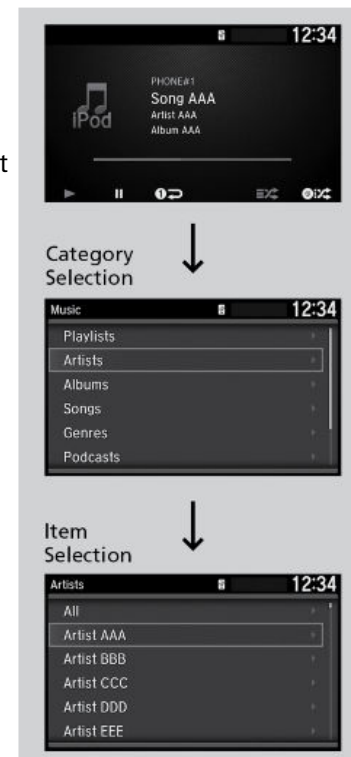 12:34
PHONE#1
Song AAA
Artist AAA
Album AAA
iPod
t
Category
Selection
Music 12:34
Playlists
Artists
Albums
Songs
Genres
Podcasts
Item
Selection
Artists 12:34
All
Artist AAA
Artist BBB
Artist CCC
Artist DDD
Artist EEE